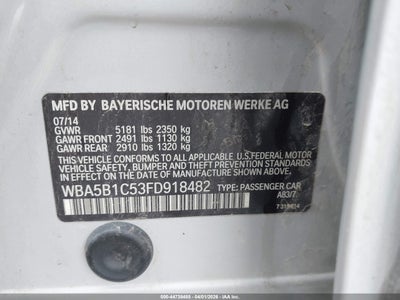 MFD BY BAYERISCHE MOTOREN WERKE AG
07/14
GVWR 5181 lbs 2350 kg
GAWR FRONT 2491 lbs 1130 kg
GAWR REAR 2910 lbs 1320 kg
THIS VEHICLE CONFORMS TO ALL APPLICABLE U.S.FEDERAL MOTOR
VEHICLE SAFETY, BUMPER, AND THEFT PREVENTION STANDARDS
IN EFFECT ON THE DATE OF MANUFACTURE SHOWN ABOVE.
WBA5B1C53FD918482 TYPE: PASSENGER CAR
A83/7